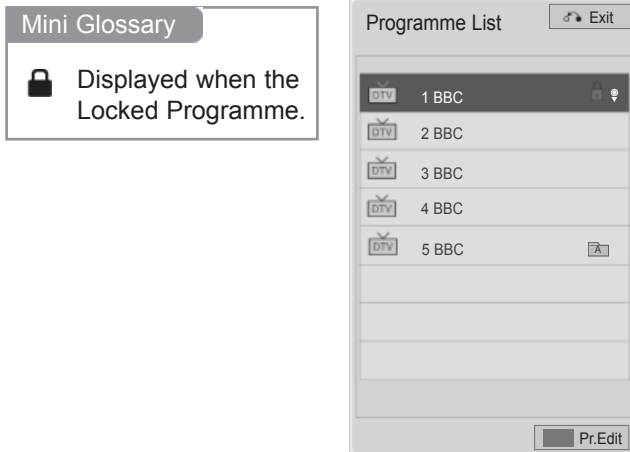 Mini Glossary
Displayed when the
Locked Programme.
Programme List
Exit
DTV 1 BBC
DTV 2 BBC
DTV 3 BBC
DTV 4 BBC
DTV 5 BBC A
Pr.Edit